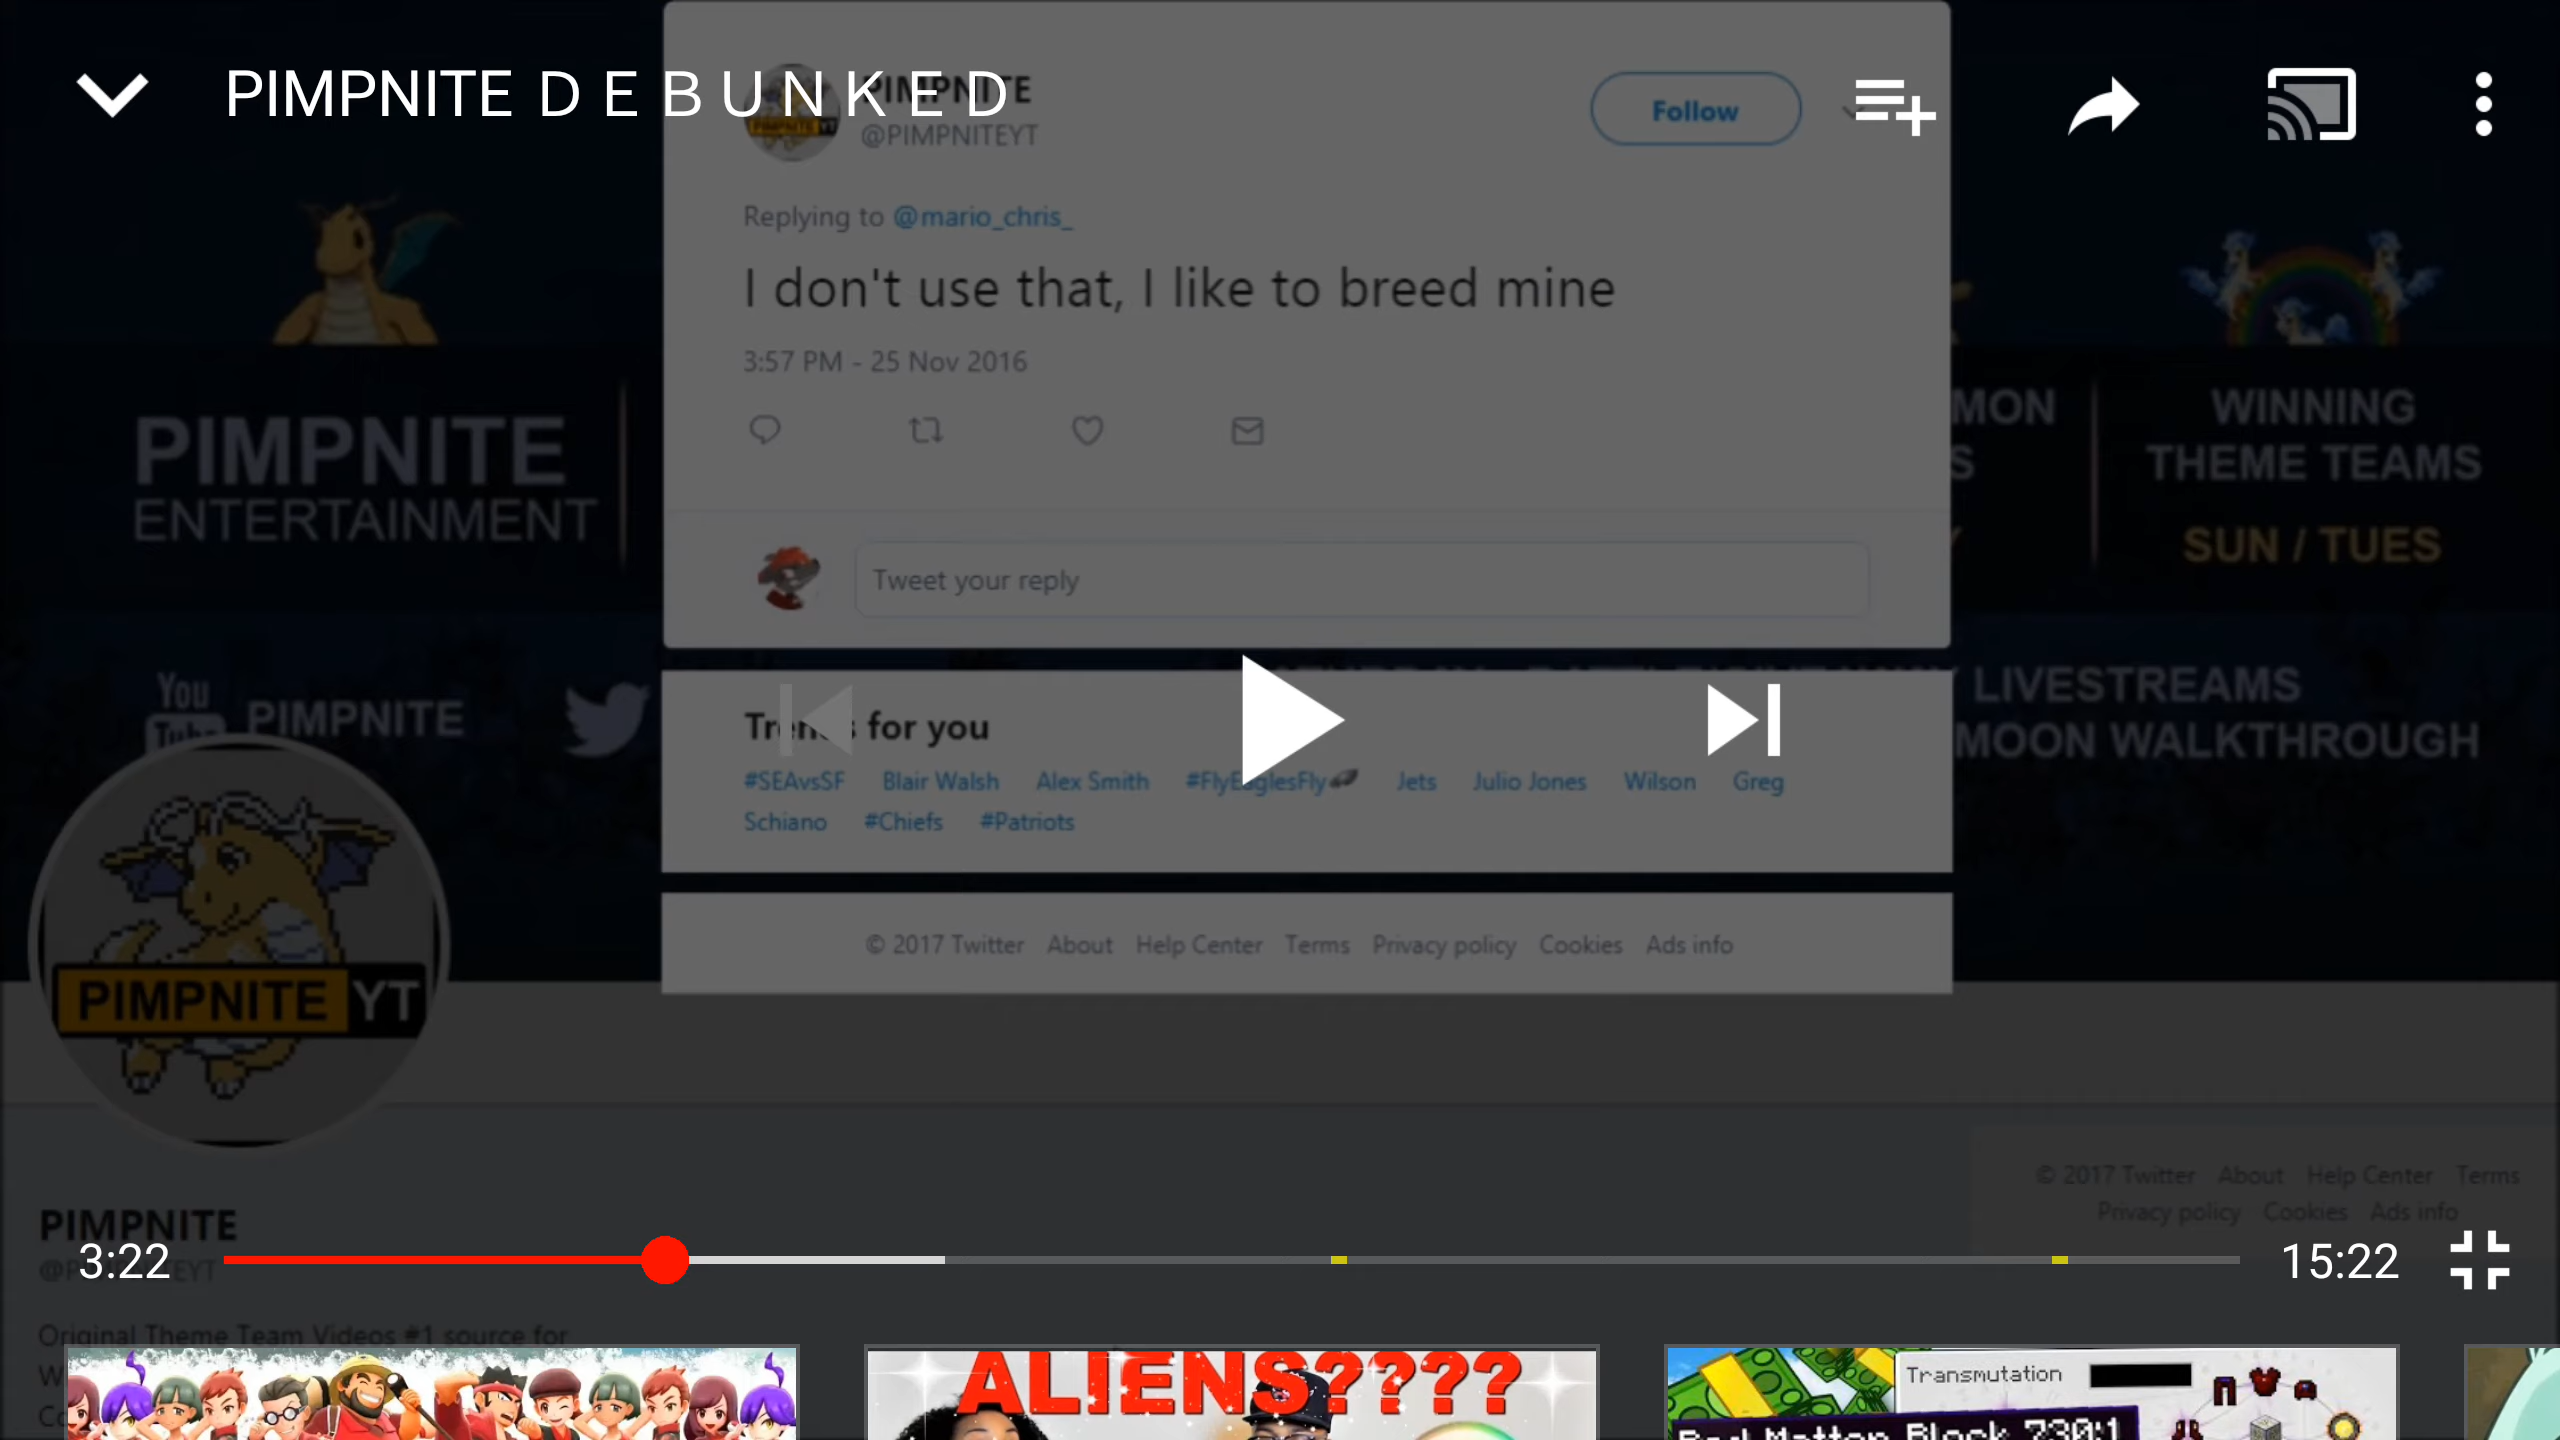 PIMPNITE D E B U N K E D
PIMPNITE
@PIMPNITEYT
Follow
Replying to @mario_chris_
I don't use that, I like to breed mine
3:57 PM - 25 Nov 2016
Tweet your reply
PIMPNITE
ENTERTAINMENT
MON
S
WINNING
THEME TEAMS
SUN / TUES
You
Tube
PIMPNITE
LIVESTREAMS
MOON WALKTHROUGH
Trends for you
#SEAvsSF Blair Walsh Alex Smith #FlyEaglesFly Jets Julio Jones Wilson Greg
Schiano #Chiefs #Patriots
© 2017 Twitter About Help Center Terms Privacy policy Cookies Ads info
PIMPNITE YT
© 2017 Twitter About Help Center Terms
Privacy policy Cookies Ads info
PIMPNITE
@PIMPNITEYT
3:22
15:22
Original Theme Team Videos #1 source for
ALIENS????
Transmutation
Red Matter Block 730:1